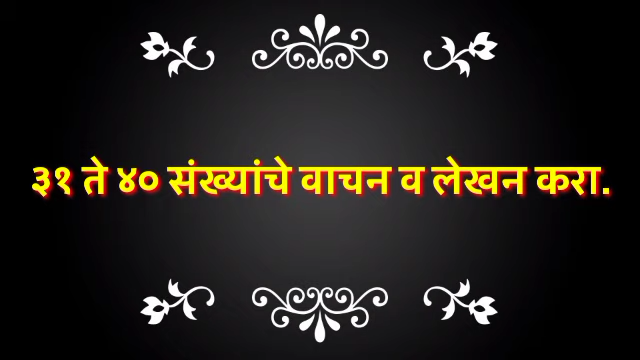 ३१ ते ४० संख्यांचे वाचन व लेखन करा.